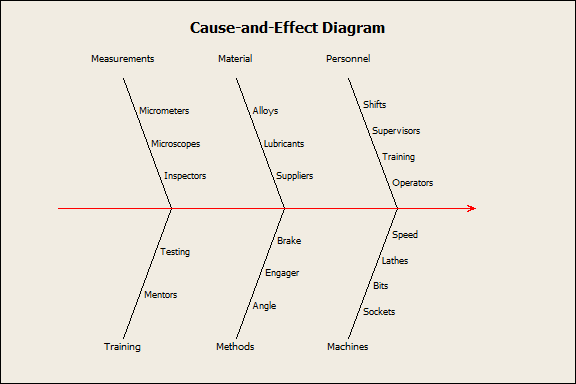 Cause-and-Effect Diagram
Measurements
Material
Personnel
Micrometers
Microscopes
Inspectors
Alloys
Lubricants
Suppliers
Shifts
Supervisors
Training
Operators
Testing
Mentors
Training
Brake
Engager
Angle
Methods
Speed
Lathes
Bits
Sockets
Machines